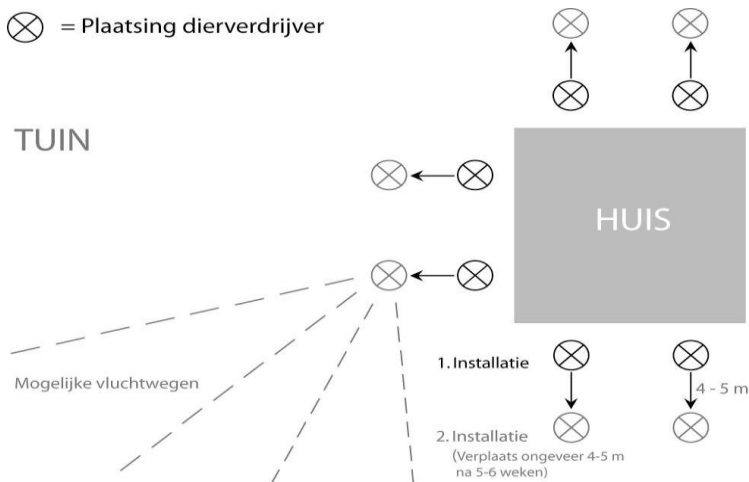 = Plaatsing dierverdrijver
TUIN
HUIS
1. Installatie
4 - 5 m
Mogelijke vluchtwegen
2. Installatie
(Verplaats ongeveer 4-5 m
na 5-6 weken)